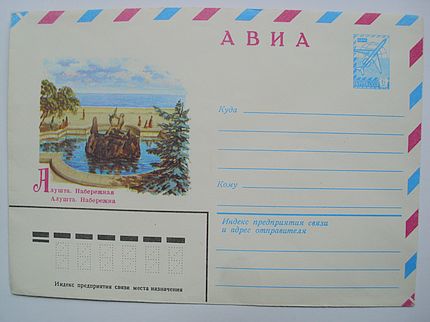 АВИА
Куда
Кому
Алушта. Набережная
Алушта. Набережна
Индекс предприятия связи
и адрес отправителя
Индекс предприятия связи места назначения